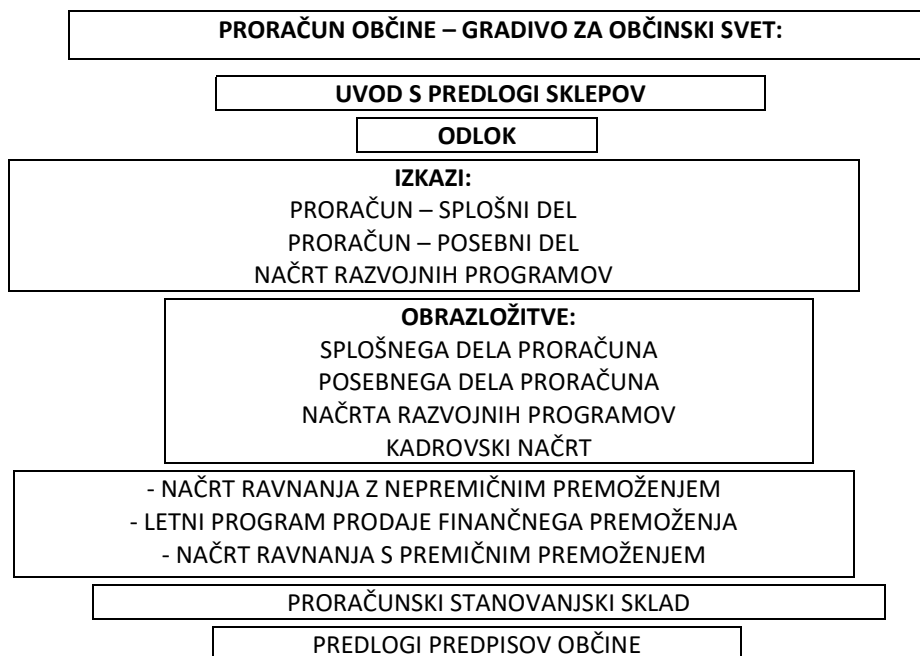 PRORAČUN OBČINE – GRADIVO ZA OBČINSKI SVET:
UVOD S PREDLOGI SKLEPOV
ODLOK
IZKAZI:
PRORAČUN – SPLOŠNI DEL
PRORAČUN – POSEBNI DEL
NAČRT RAZVOJNIH PROGRAMOV
OBRAZLOŽITVE:
SPLOŠNEGA DELA PRORAČUNA
POSEBNEGA DELA PRORAČUNA
NAČRTA RAZVOJNIH PROGRAMOV
KADROVSKI NAČRT
- NAČRT RAVNANJA Z NEPREMIČNIM PREMOŽENJEM
- LETNI PROGRAM PRODAJE FINANČNEGA PREMOŽENJA
- NAČRT RAVNANJA S PREMIČNIM PREMOŽENJEM
PRORAČUNSKI STANOVANJSKI SKLAD
PREDLOGI PREDPISOV OBČINE